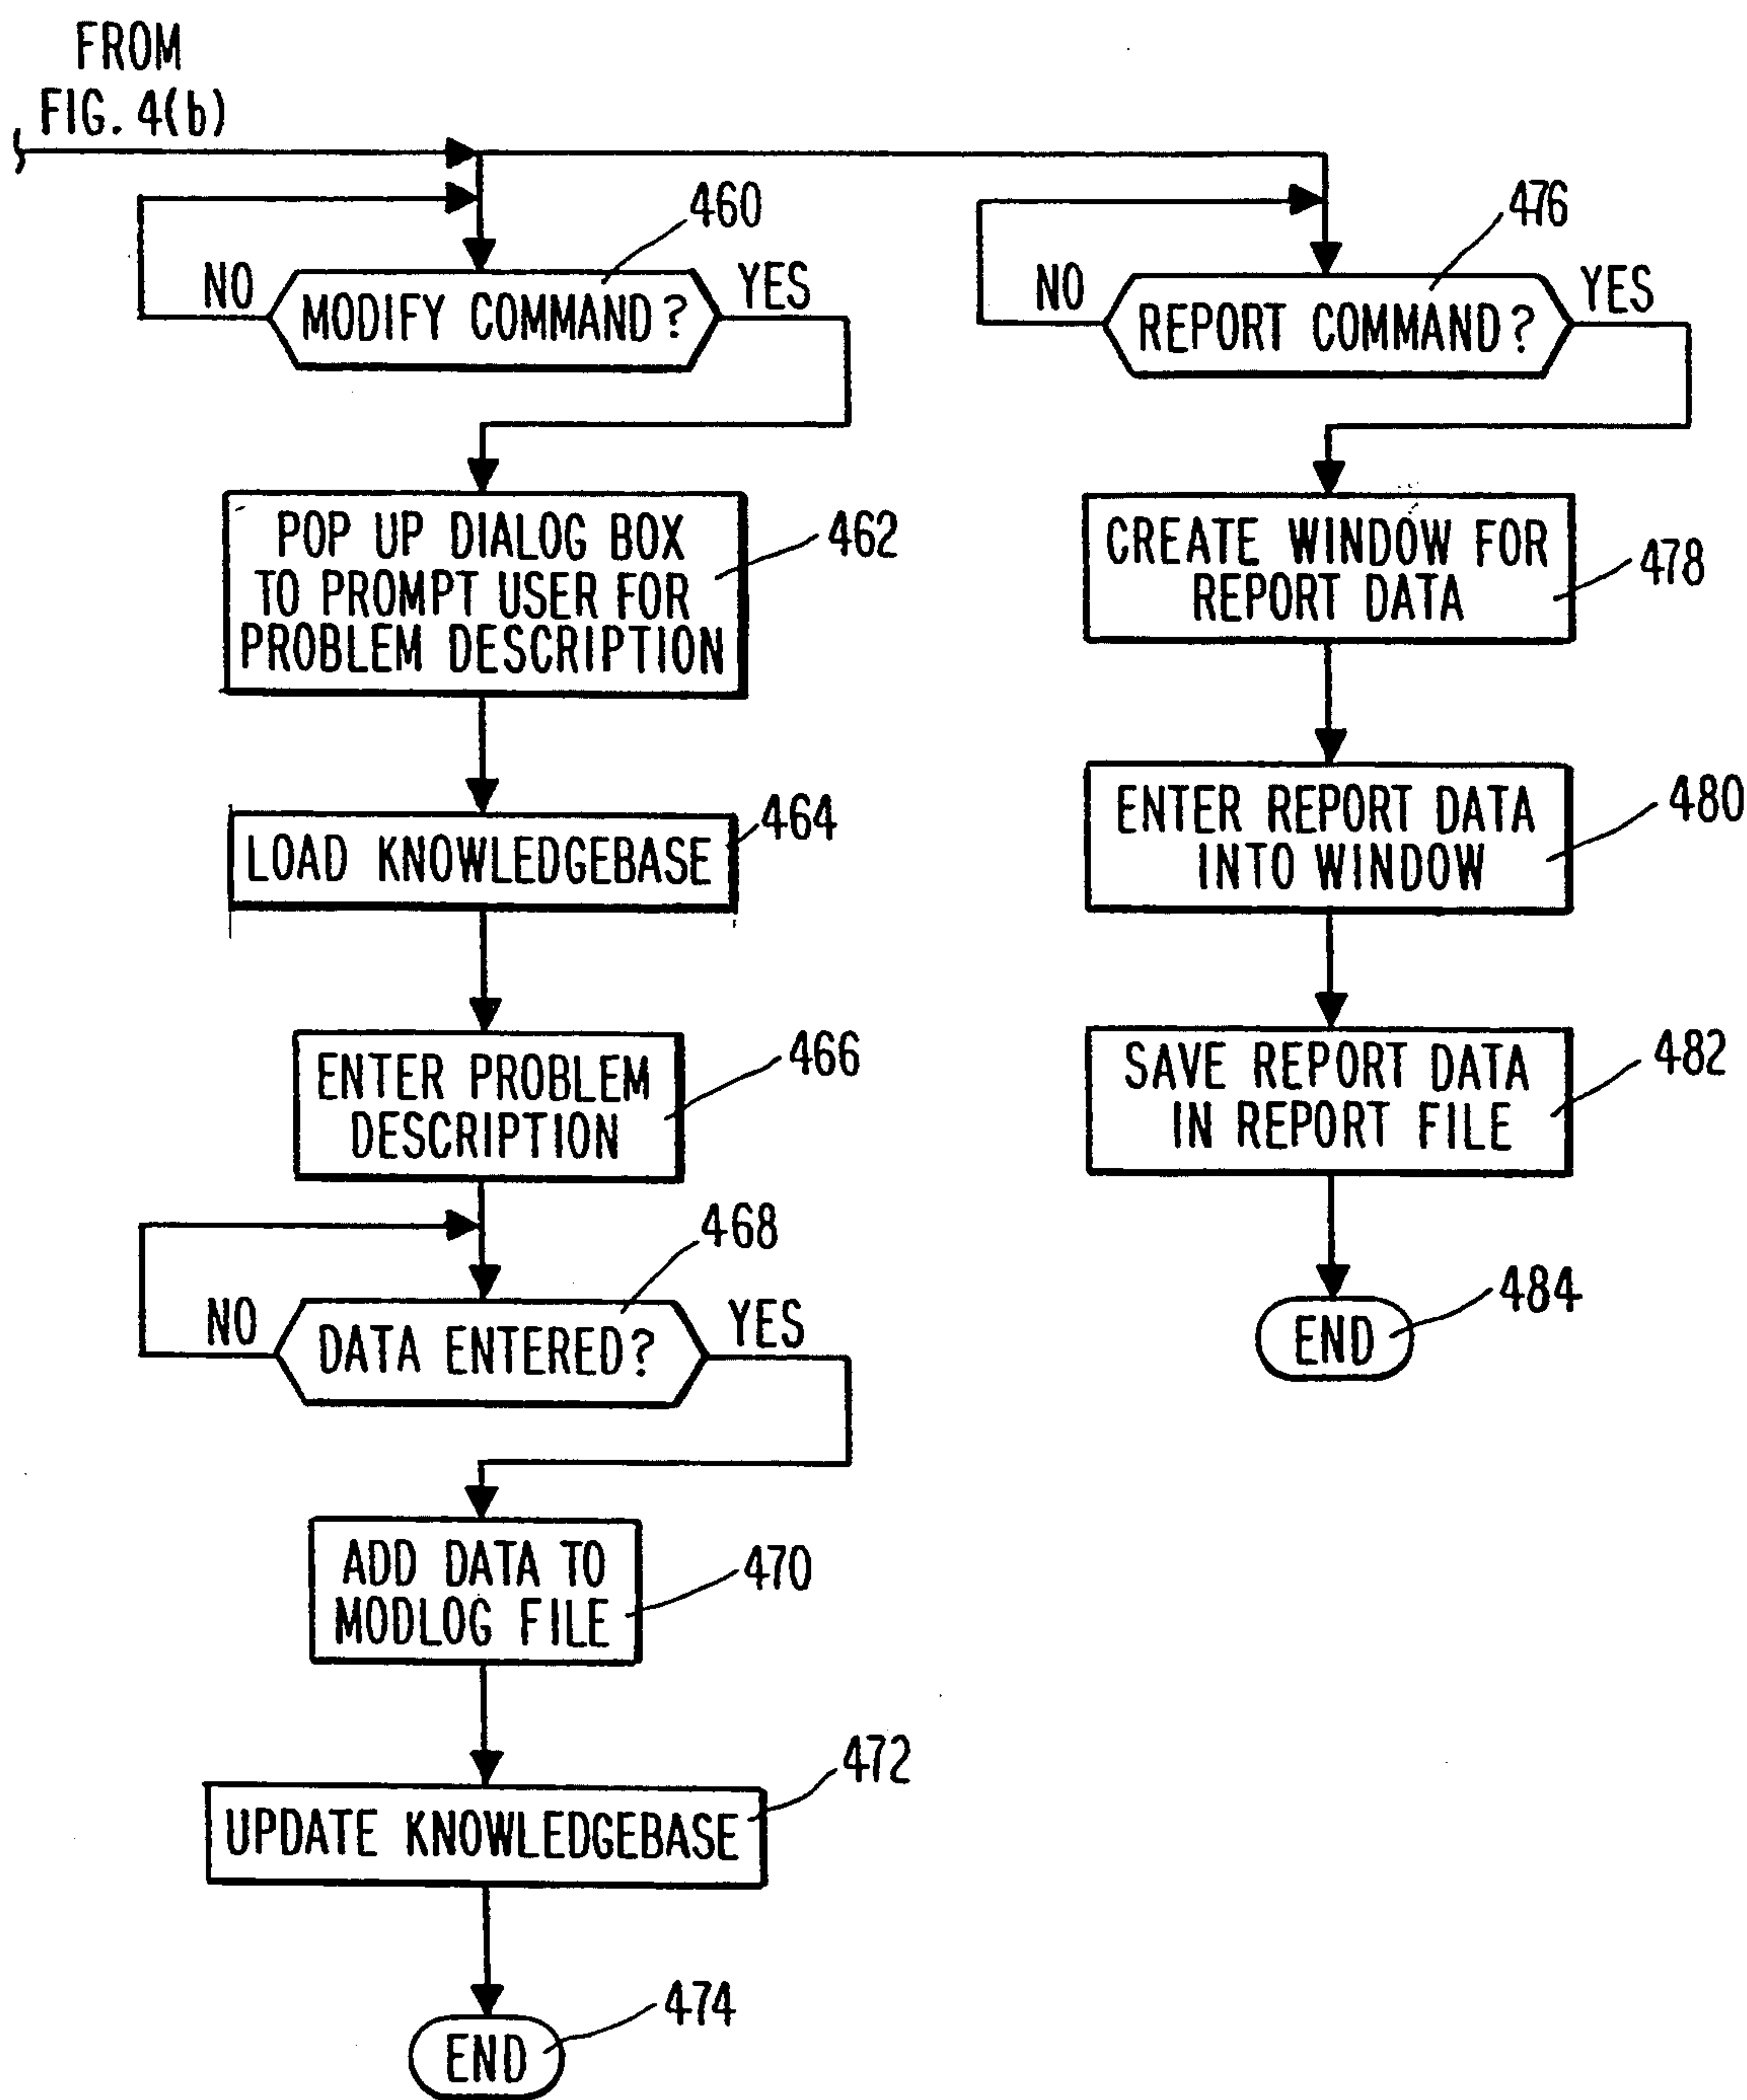 FROM
FIG. 4(b)
460
NO
MODIFY COMMAND?
YES
POP UP DIALOG BOX
TO PROMPT USER FOR
PROBLEM DESCRIPTION
462
LOAD KNOWLEDGEBASE
464
ENTER PROBLEM
DESCRIPTION
466
468
NO
DATA ENTERED?
YES
ADD DATA TO
MODLOG FILE
470
472
UPDATE KNOWLEDGEBASE
474
END
476
NO
REPORT COMMAND?
YES
CREATE WINDOW FOR
REPORT DATA
478
ENTER REPORT DATA
INTO WINDOW
480
SAVE REPORT DATA
IN REPORT FILE
482
484
END